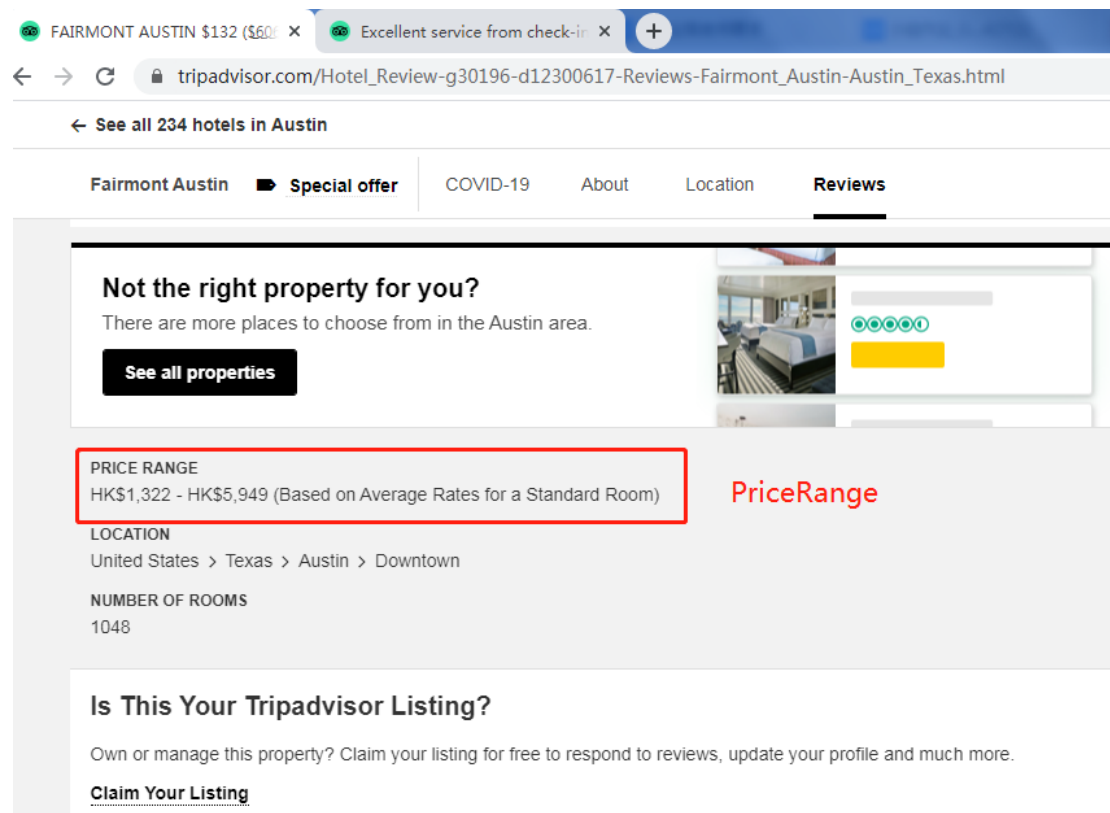 FAIRMONT AUSTIN $132 ($606
Excellent service from check-in
tripadvisor.com/Hotel_Review-g30196-d12300617-Reviews-Fairmont_Austin-Austin_Texas.html
← See all 234 hotels in Austin
Fairmont Austin Special offer COVID-19 About Location Reviews
Not the right property for you?
There are more places to choose from in the Austin area.
See all properties
PRICE RANGE
HK$1,322 - HK$5,949 (Based on Average Rates for a Standard Room)
PriceRange
LOCATION
United States > Texas > Austin > Downtown
NUMBER OF ROOMS
1048
Is This Your Tripadvisor Listing?
Own or manage this property? Claim your listing for free to respond to reviews, update your profile and much more.
Claim Your Listing